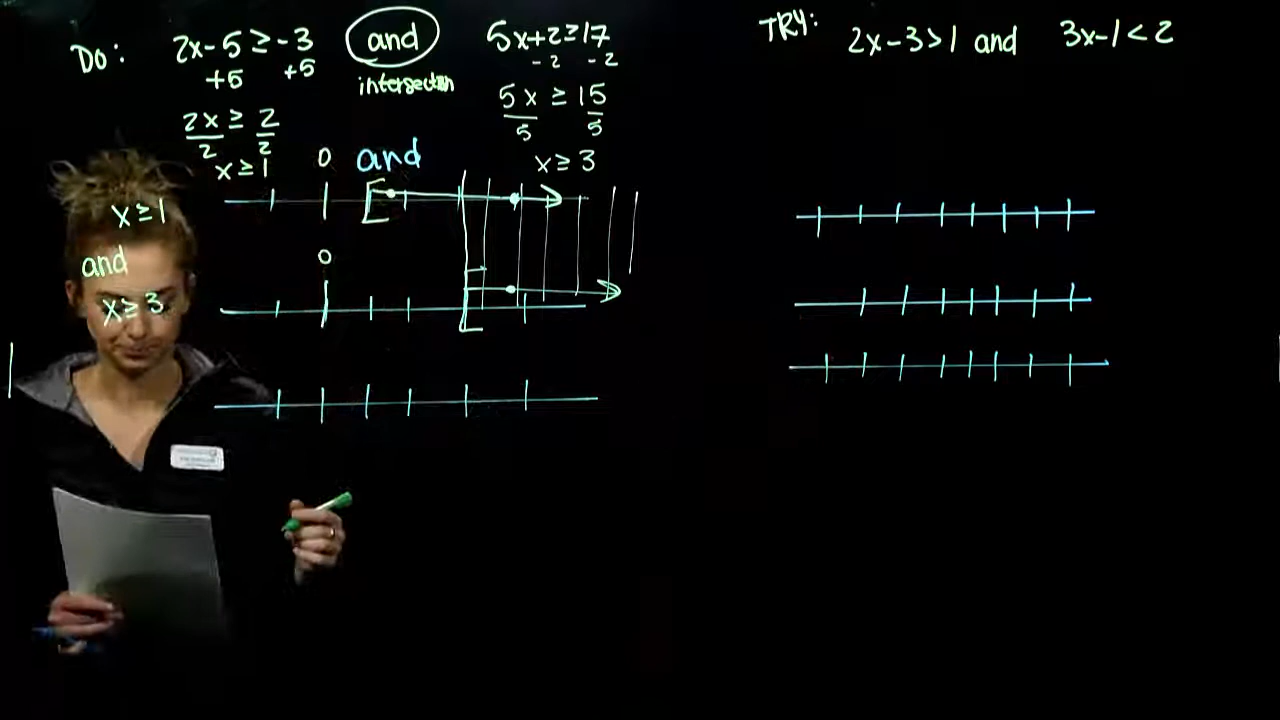 DO: 2x-5≥-3 and 5x+2≥17
+5 +5 intersection -2 -2
2x ≥ 2 5x ≥ 15
2 2 5 5
x≥1 and x≥3
0
x≥1
and
x≥3
0
TRY: 2x-3>1 and 3x-1<2